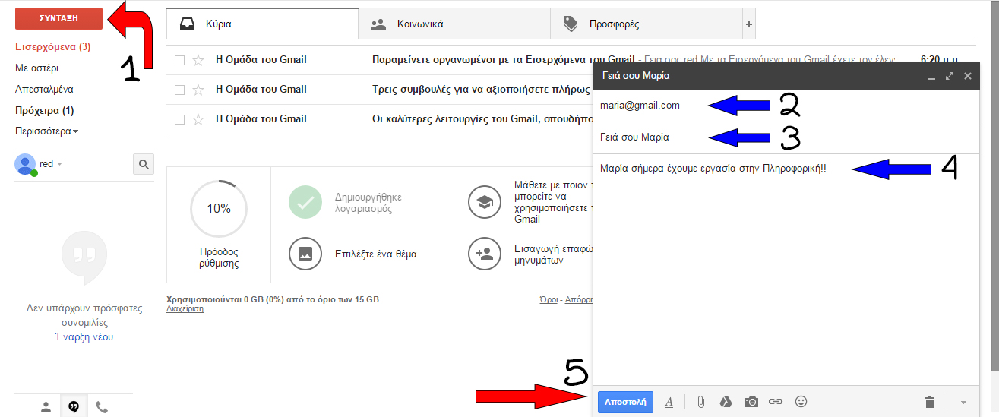 ΣΥΝΤΑΞΗ
1
Εισερχόμενα (3)
Με αστέρι
Απεσταλμένα
Πρόχειρα (1)
Περισσότερα
red
Δεν υπάρχουν πρόσφατες
συνομιλίες
Έναρξη νέου
Κύρια
Κοινωνικά
Προσφορές
+
Η Ομάδα του Gmail Παραμείνετε οργανωμένοι με τα Εισερχόμενα του Gmail - Γεια σας red Με τα Εισερχόμενα του Gmail έχετε τον έλεγ 6:20 μ.μ.
Η Ομάδα του Gmail Τρεις συμβουλές για να αξιοποιήσετε πλήρως
Η Ομάδα του Gmail Οι καλύτερες λειτουργίες του Gmail, οπουδήπο
10%
Πρόοδος
ρύθμισης
Δημιουργήθηκε
λογαριασμός
Επιλέξτε ένα θέμα
Μάθετε με ποιον τ
μπορείτε να
χρησιμοποιήσετε τ
Gmail
Εισαγωγή επαφώ
μηνυμάτων
Χρησιμοποιούνται 0 GB (0%) από το όριο των 15 GB
Διαχείριση
Όροι - Απόρρη
Γειά σου Μαρία
maria@gmail.com 2
Γειά σου Μαρία 3
Μαρία σήμερα έχουμε εργασία στην Πληροφορική!! 4
5
Αποστολή
A